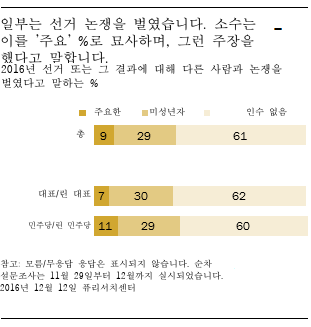 일부는 선거 논쟁을 벌였습니다. 소수는
이를 '주요' %로 묘사하며, 그런 주장을
했다고 말합니다.
2016년 선거 또는 그 결과에 대해 다른 사람과 논쟁을
벌였다고 말하는 %
주요한 미성년자 인수 없음
총 9 29 61
대표/린 대표 7 30 62
민주당/린 민주당 11 29 60
참고: 모름/무응답 응답은 표시되지 않습니다. 순차
설문조사는 11월 29일부터 12월까지 실시되었습니다.
2016년 12월 12일 퓨리서치센터